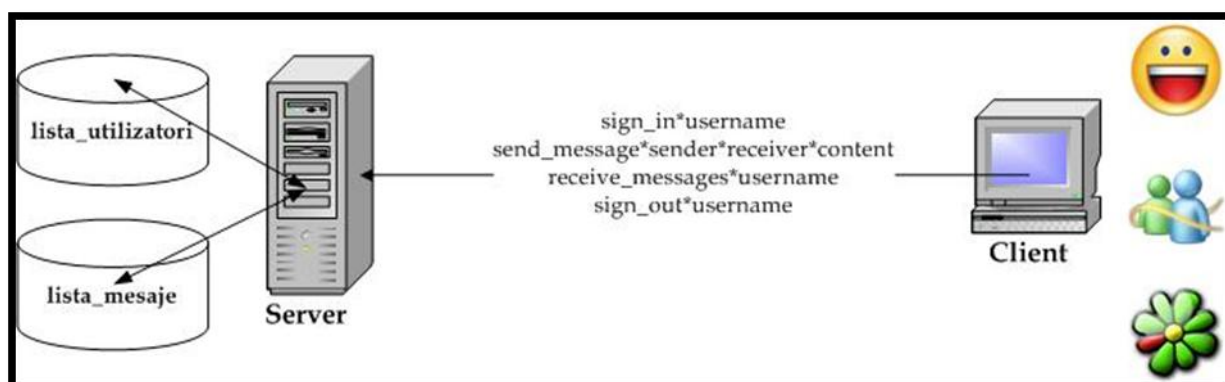 lista_utilizatori
lista_mesaje
Server
sign_in*username
send_message*sender*receiver*content
receive_messages*username
sign_out*username
Client